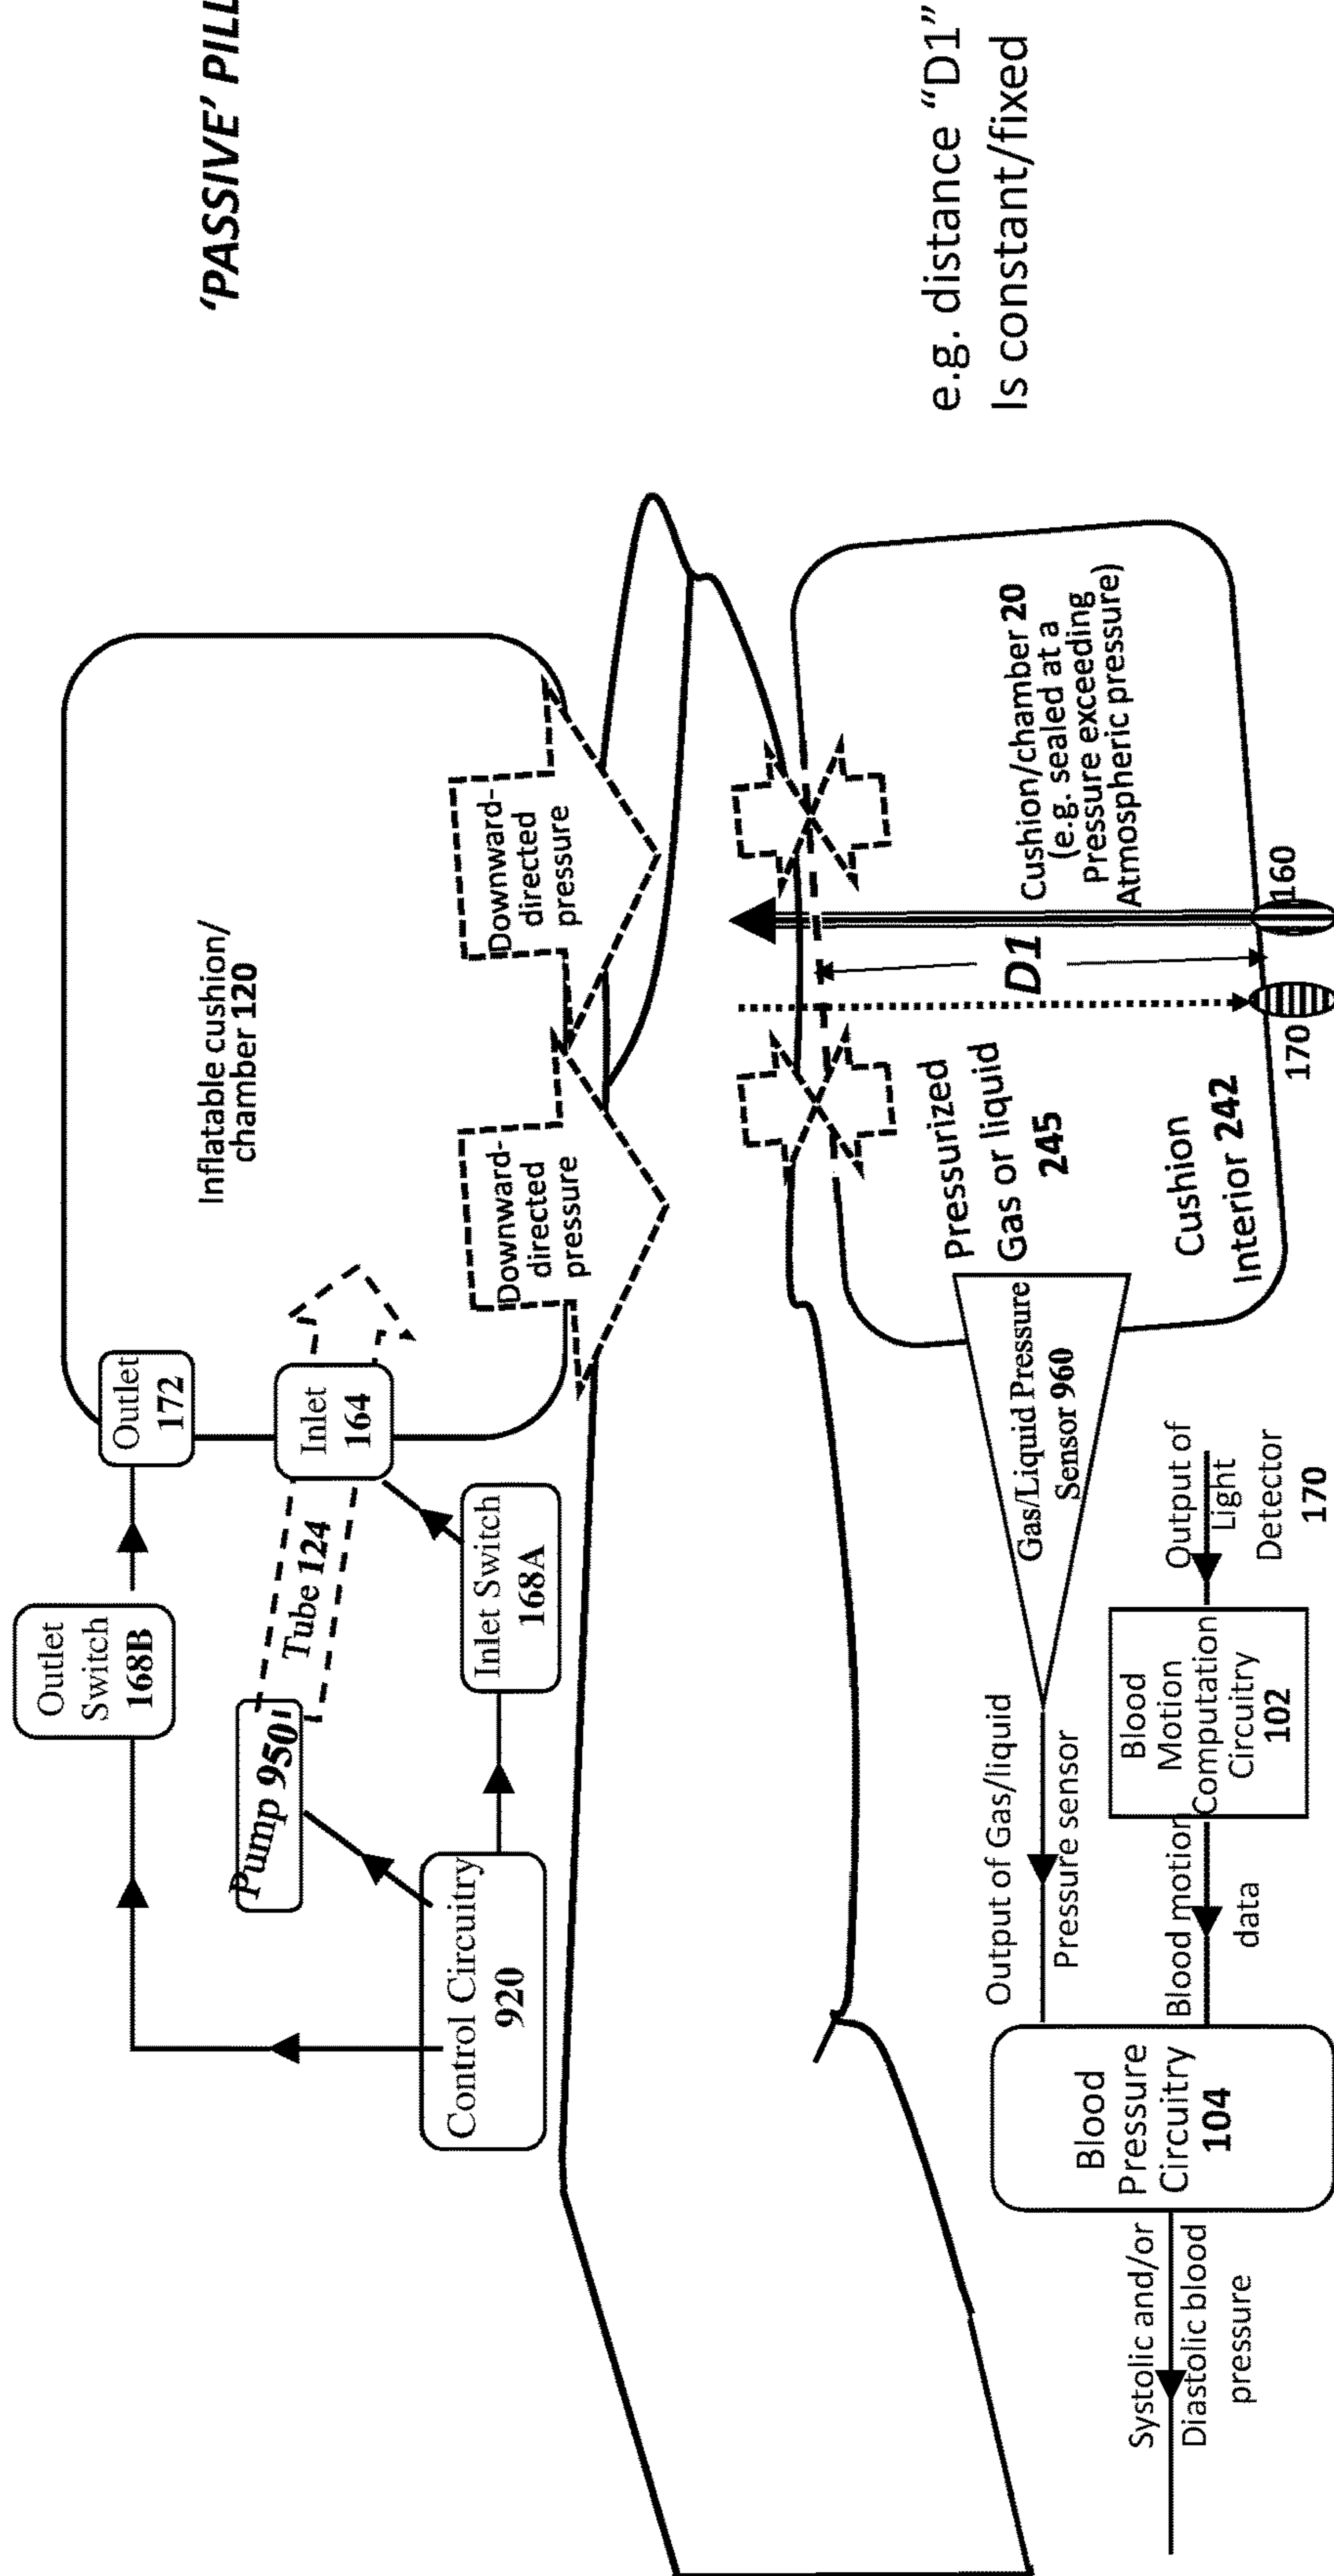 'PASSIVE' PILL
Outlet
Switch
168B
Outlet
172
Inflatable cushion/
chamber 120
Pump 950
Tube 124
Inlet
164
Control Circuitry
920
Inlet Switch
168A
Downward-
directed
pressure
Downward-
directed
pressure
e.g. distance "D1"
Is constant/fixed
Output of Gas/liquid
Pressure sensor
Gas/Liquid Pressure
Sensor 960
Pressurized
Gas or liquid
245
D1
Cushion/chamber 20
(e.g. sealed at a
Pressure exceeding
Atmospheric pressure)
Cushion
Interior 242
170
160
Systolic and/or
Diastolic blood
pressure
Blood
Pressure
Circuitry
104
Blood motion
data
Blood
Motion
Computation
Circuitry
102
Output of
Light
Detector
170